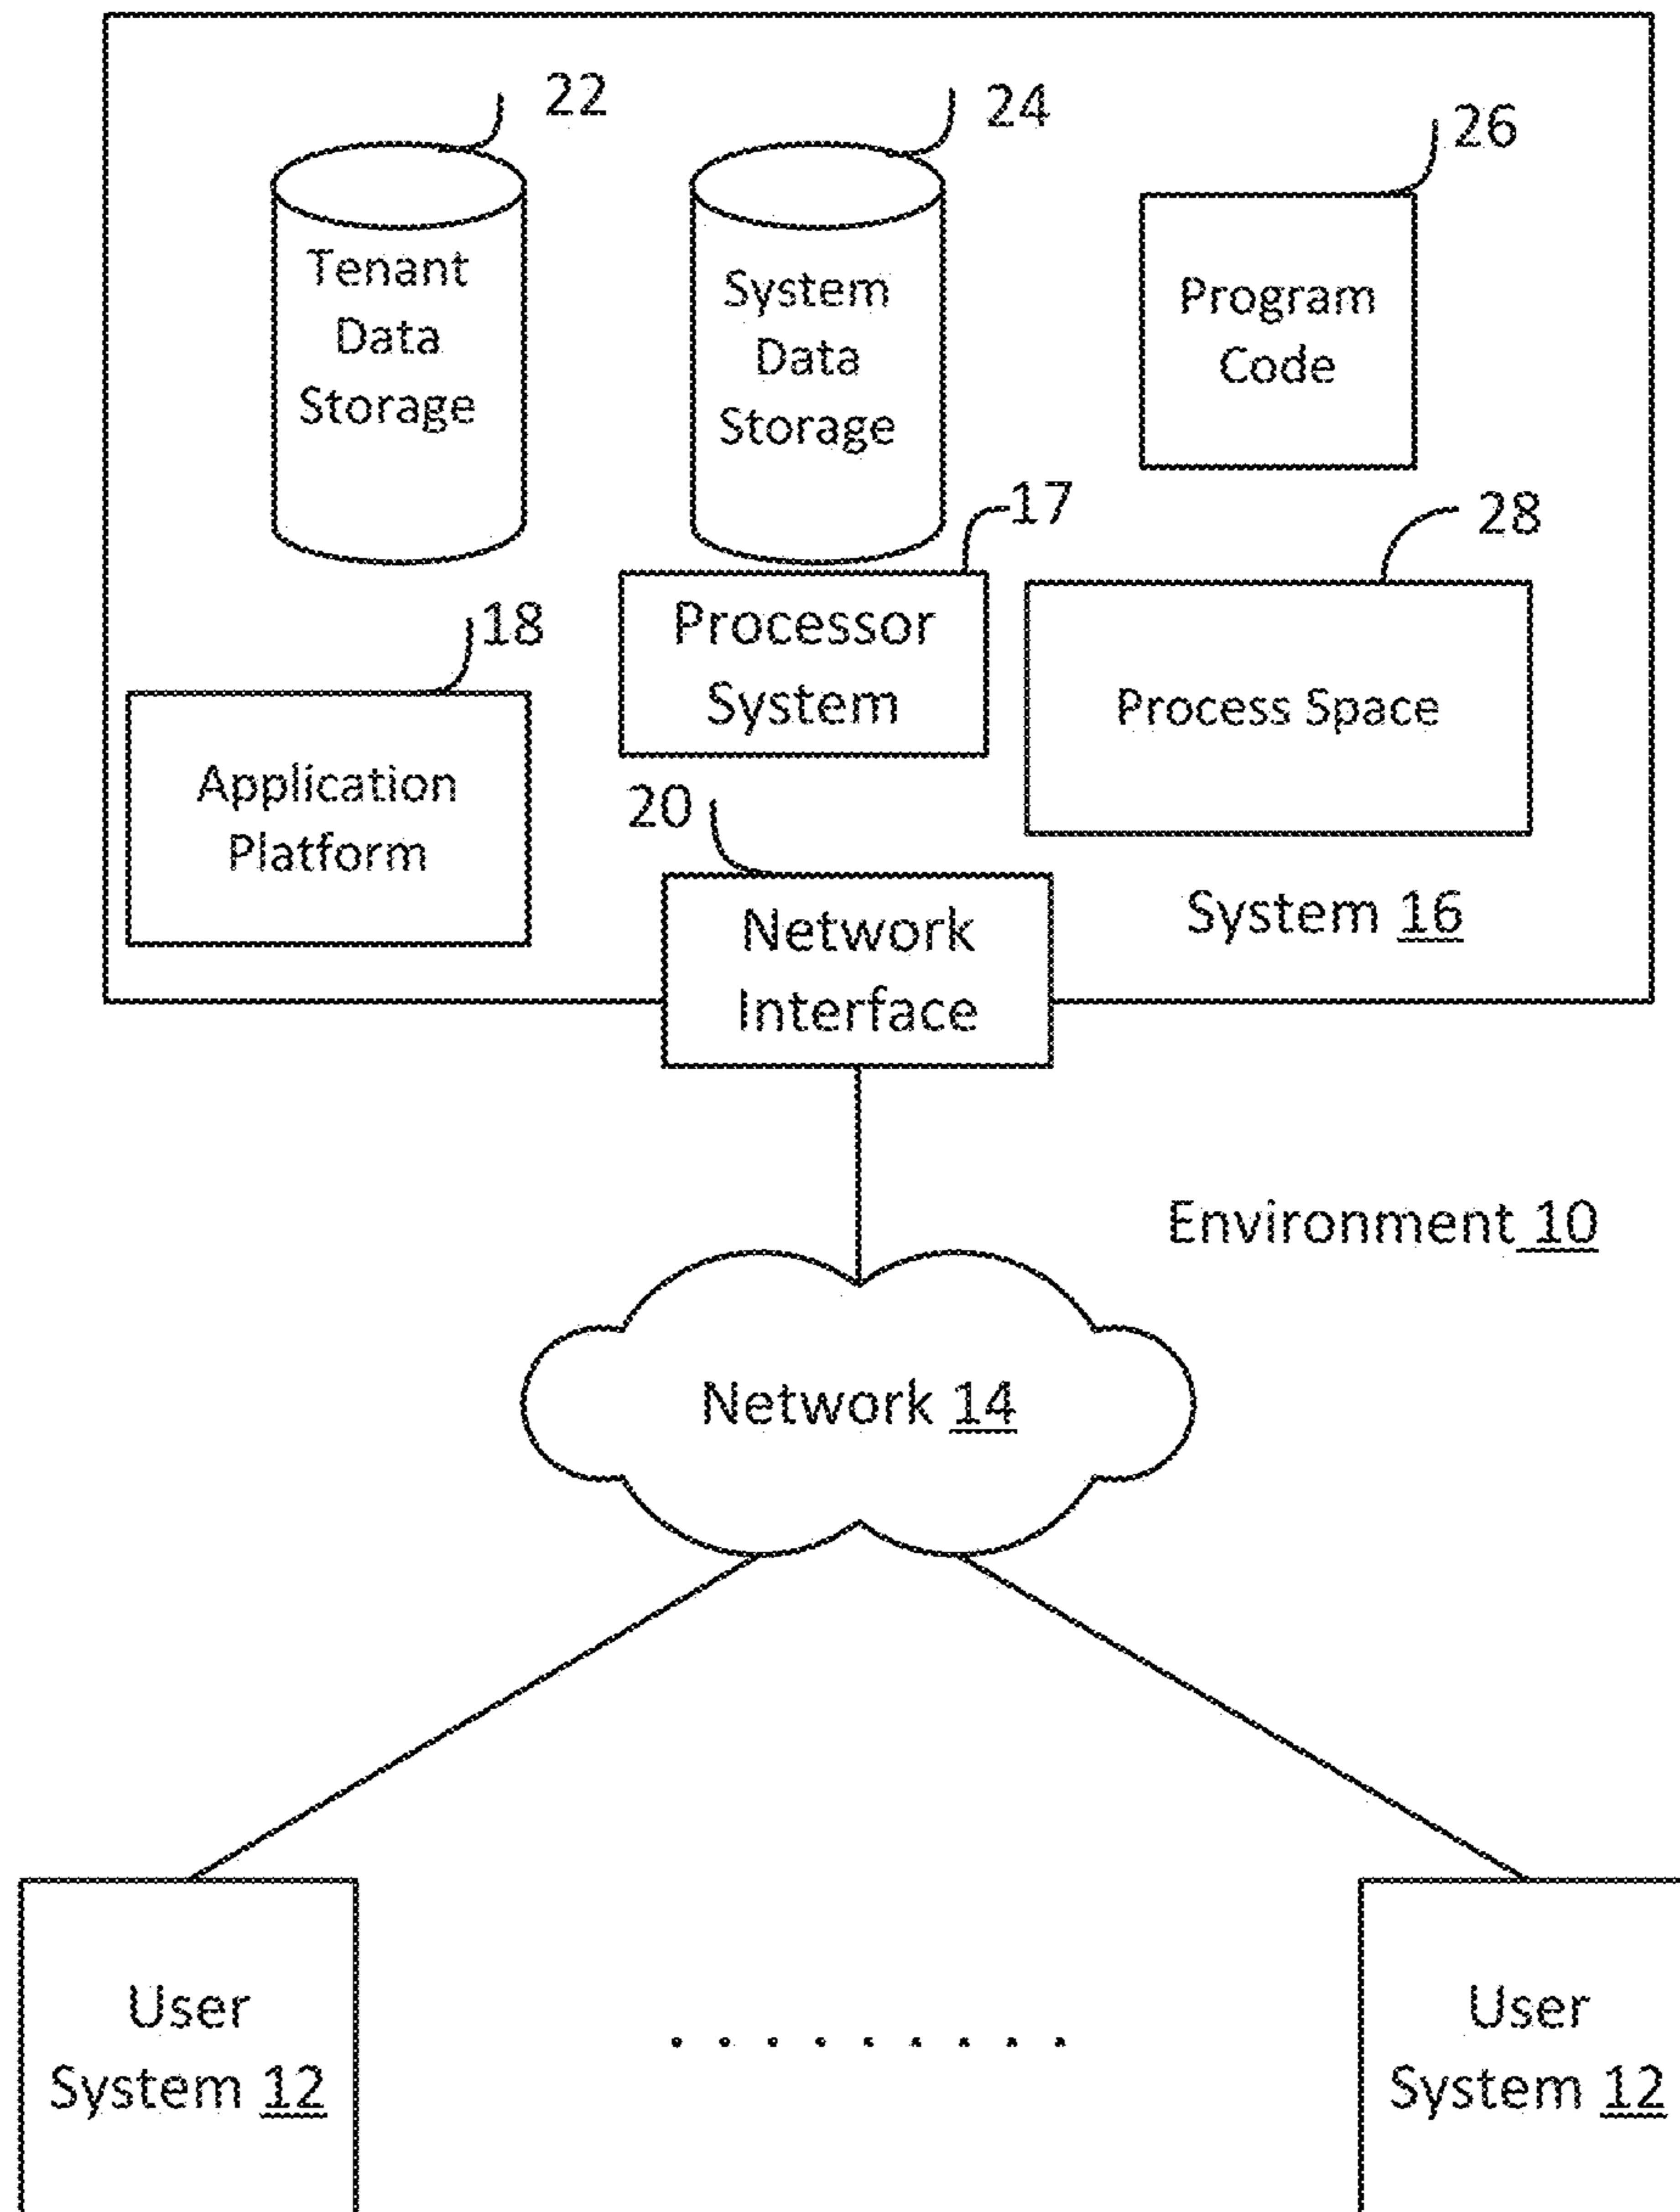 22
24
26
Tenant
Data
Storage
System
Data
Storage
Program
Code
17
28
18
Processor
System
Process Space
Application
Platform
20
Network
Interface
System 16
Environment 10
Network 14
User
System 12
. . . . . . . . .
User
System 12